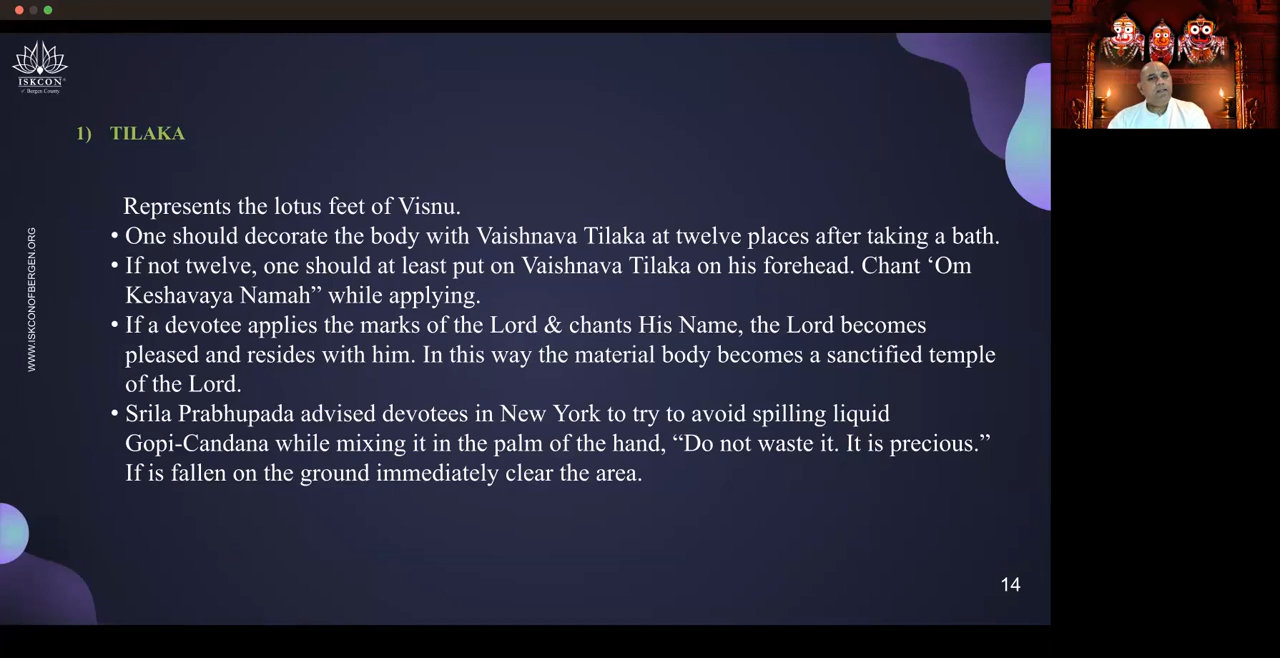 ISKCON
of Bergen County
1) TILAKA
WWW.ISKCONOFBERGEN.ORG
Represents the lotus feet of Visnu.
• One should decorate the body with Vaishnava Tilaka at twelve places after taking a bath.
• If not twelve, one should at least put on Vaishnava Tilaka on his forehead. Chant ‘Om
Keshavaya Namah” while applying.
• If a devotee applies the marks of the Lord & chants His Name, the Lord becomes
pleased and resides with him. In this way the material body becomes a sanctified temple
of the Lord.
• Srila Prabhupada advised devotees in New York to try to avoid spilling liquid
Gopi-Candana while mixing it in the palm of the hand, “Do not waste it. It is precious.”
If is fallen on the ground immediately clear the area.
14